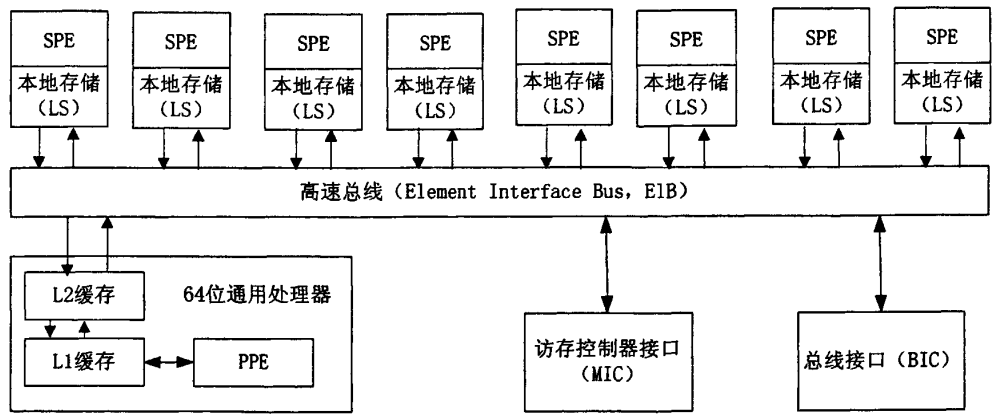 SPE
SPE
SPE
SPE
SPE
SPE
SPE
SPE
本地存储
(LS)
本地存储
(LS)
本地存储
(LS)
本地存储
(LS)
本地存储
(LS)
本地存储
(LS)
本地存储
(LS)
本地存储
(LS)
高速总线（Element Interface Bus，EIB）
L2缓存
64位通用处理器
L1缓存
PPE
访存控制器接口
（MIC）
总线接口（BIC）